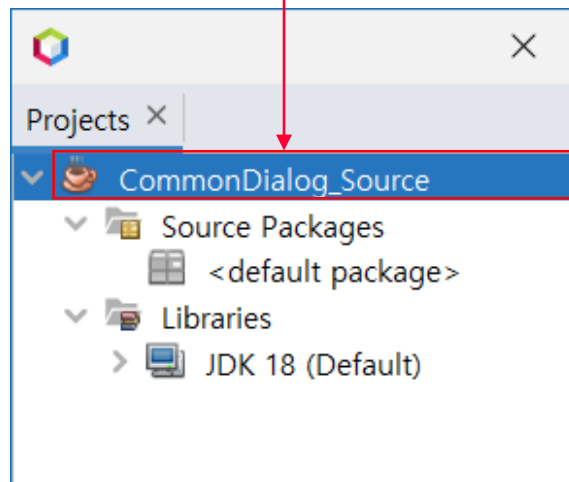 Projects
CommonDialog_Source
Source Packages
<default package>
Libraries
JDK 18 (Default)